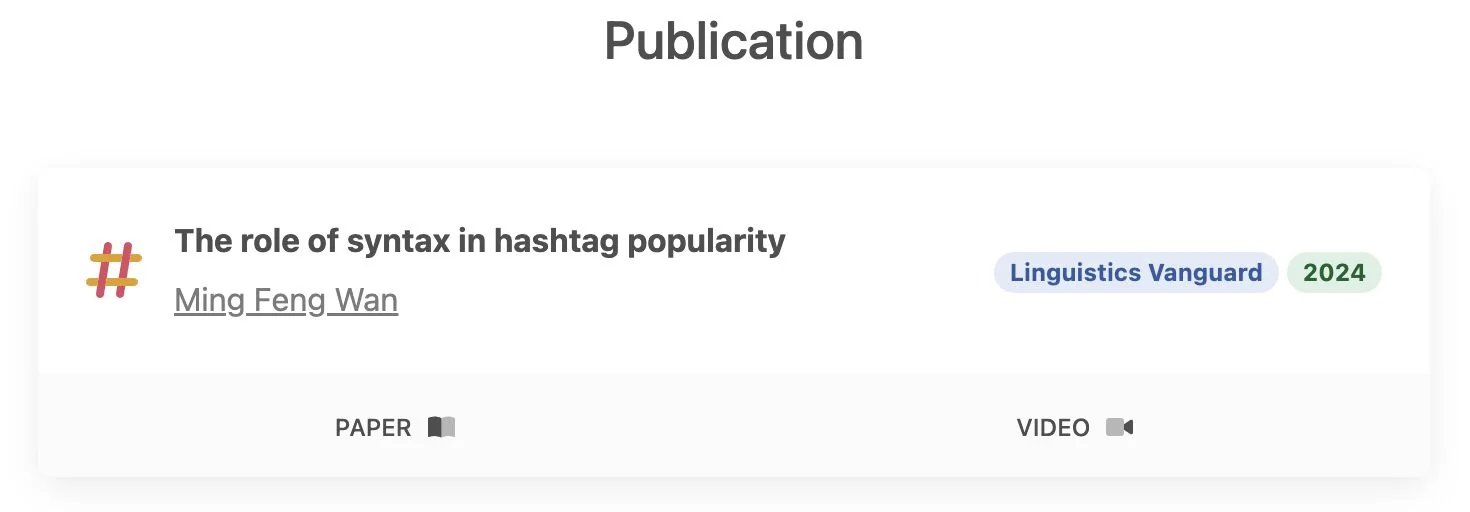 Publication
The role of syntax in hashtag popularity
Ming Feng Wan
Linguistics Vanguard 2024
PAPER
VIDEO